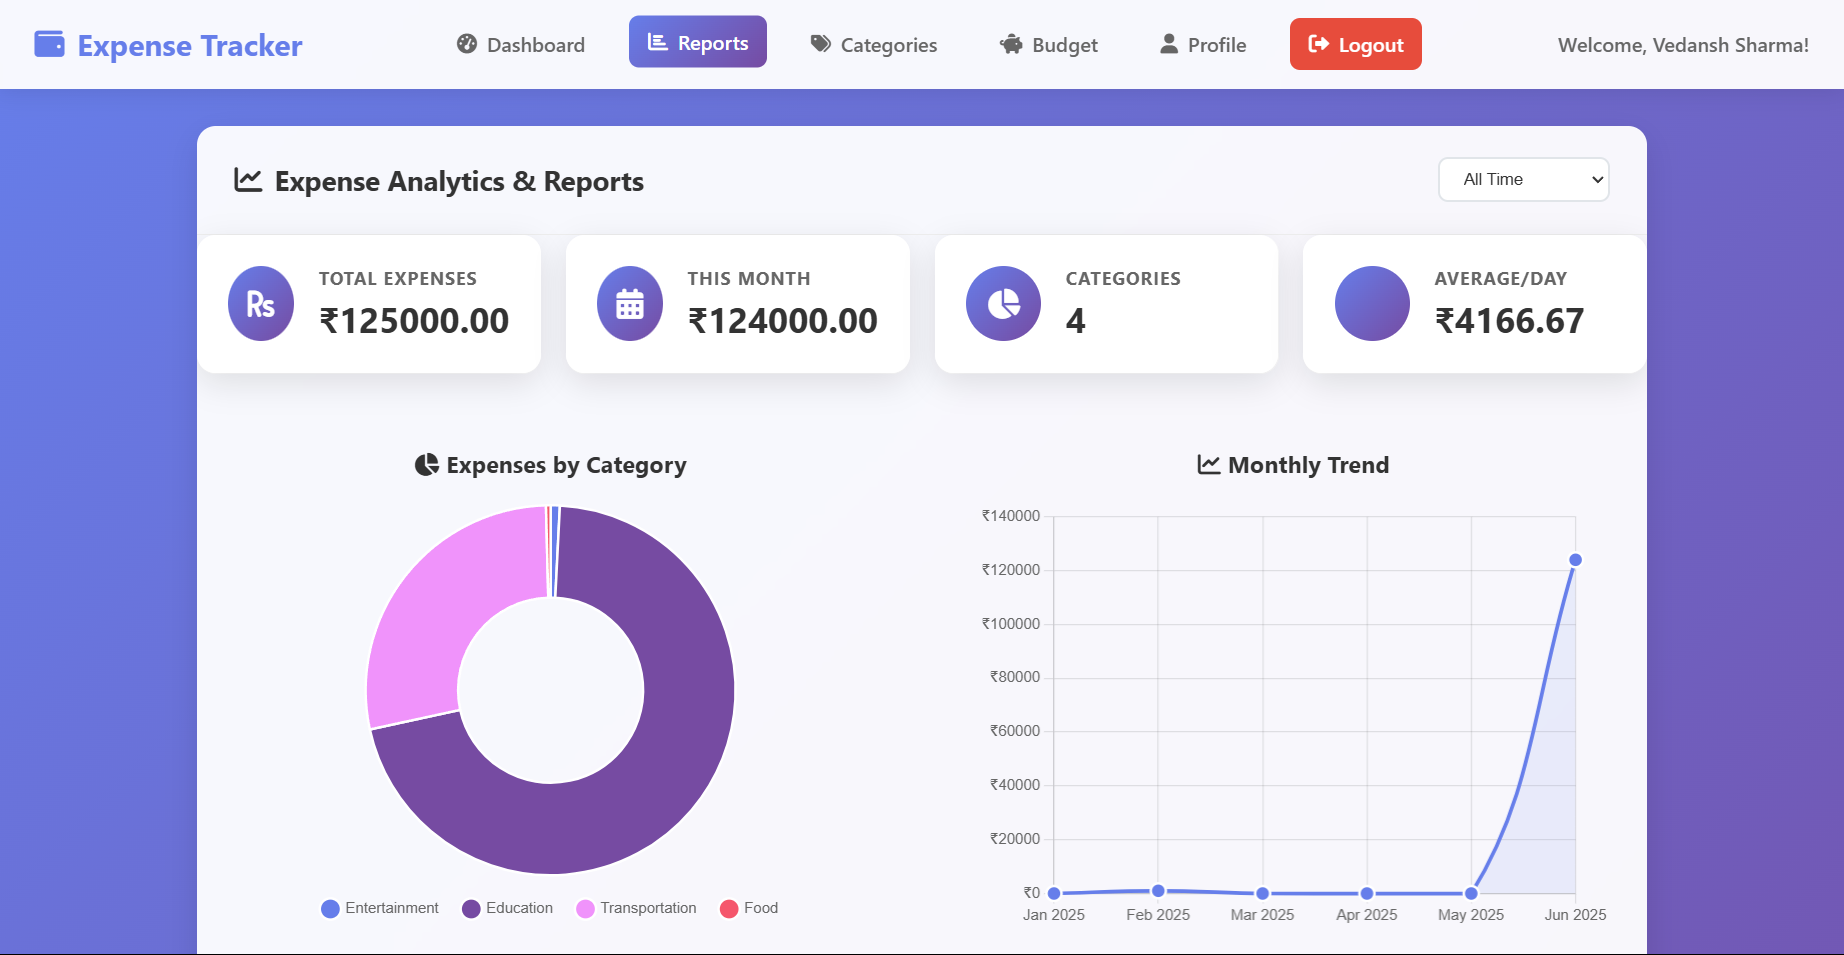 Expense Tracker
Dashboard
Reports
Categories
Budget
Profile
Logout
Welcome, Vedansh Sharma!
Expense Analytics & Reports
All Time
Rs
TOTAL EXPENSES
₹125000.00
THIS MONTH
₹124000.00
CATEGORIES
4
AVERAGE/DAY
₹4166.67
Expenses by Category
Entertainment
Education
Transportation
Food
Monthly Trend
₹140000
₹120000
₹100000
₹80000
₹60000
₹40000
₹20000
₹0
Jan 2025
Feb 2025
Mar 2025
Apr 2025
May 2025
Jun 2025